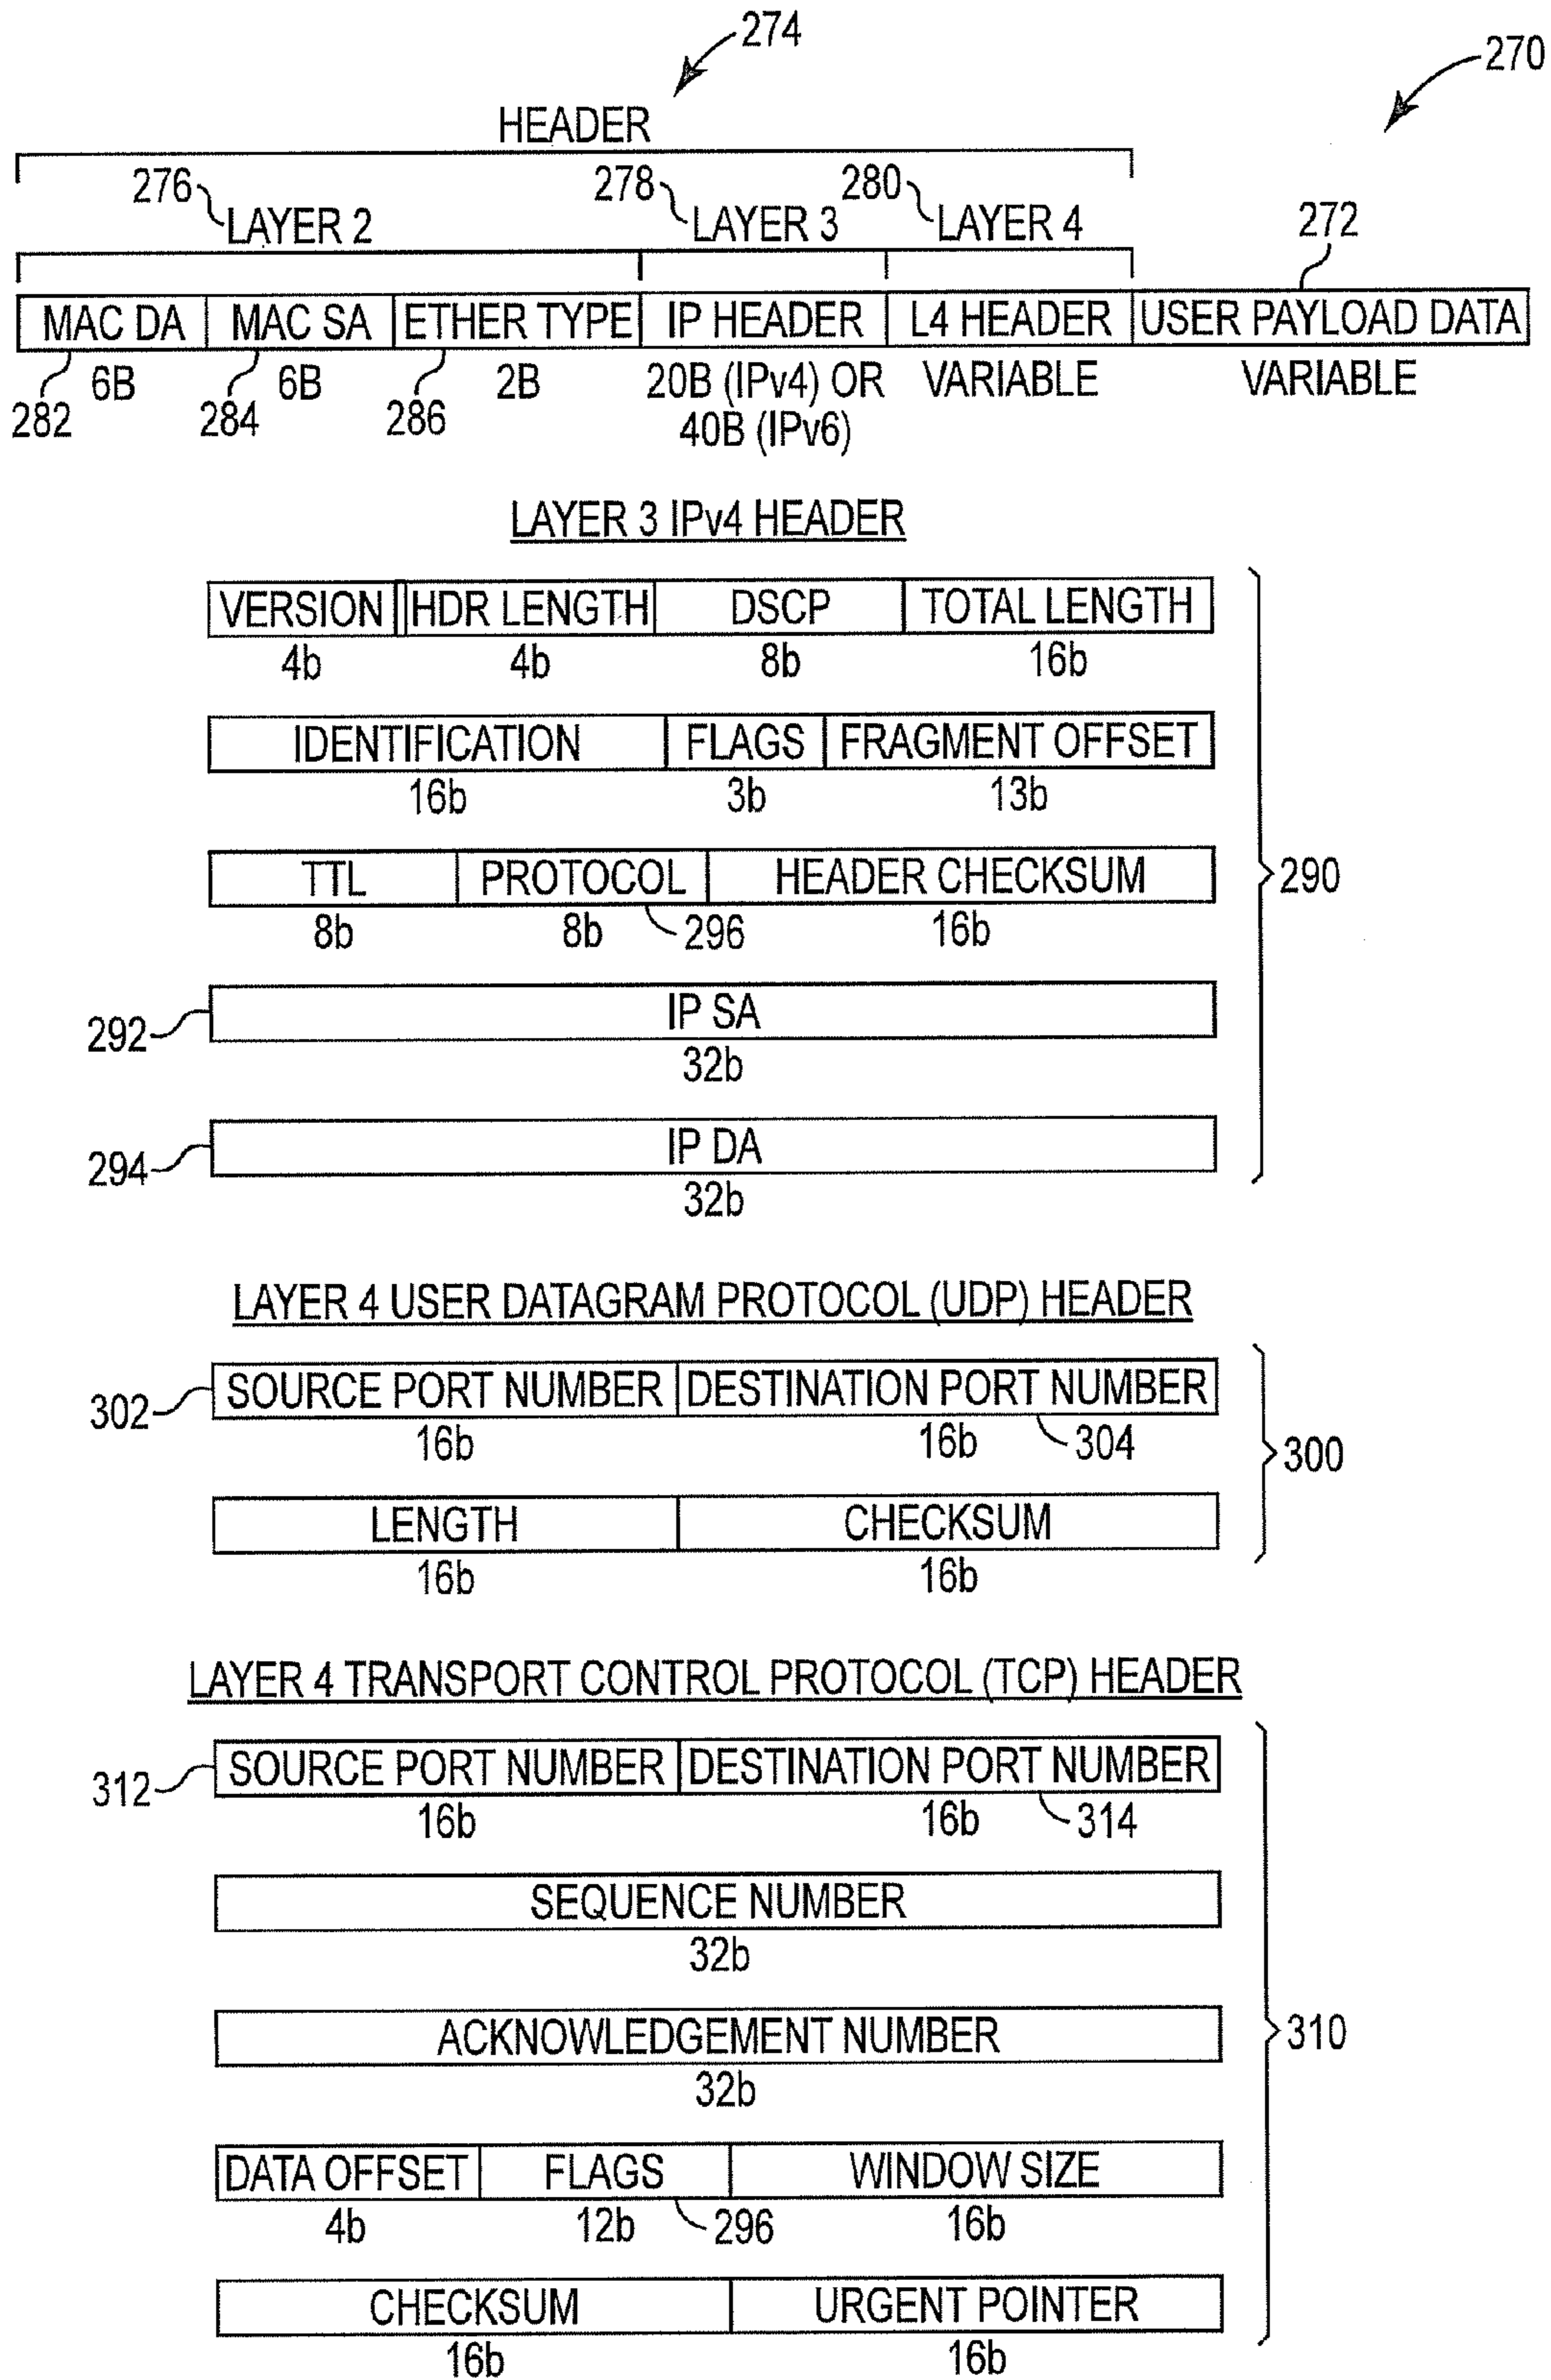 274
270
HEADER
276 278 280
LAYER 2 LAYER 3 LAYER 4 272
MAC DA MAC SA ETHER TYPE IP HEADER L4 HEADER USER PAYLOAD DATA
6B 6B 2B 20B (IPv4) OR VARIABLE VARIABLE
282 284 286 40B (IPv6)
LAYER 3 IPv4 HEADER
VERSION HDR LENGTH DSCP TOTAL LENGTH
4b 4b 8b 16b
IDENTIFICATION FLAGS FRAGMENT OFFSET
16b 3b 13b
TTL PROTOCOL HEADER CHECKSUM 290
8b 8b 296 16b
292 IP SA
32b
294 IP DA
32b
LAYER 4 USER DATAGRAM PROTOCOL (UDP) HEADER
302 SOURCE PORT NUMBER DESTINATION PORT NUMBER
16b 16b 304 300
LENGTH CHECKSUM
16b 16b
LAYER 4 TRANSPORT CONTROL PROTOCOL (TCP) HEADER
312 SOURCE PORT NUMBER DESTINATION PORT NUMBER
16b 16b 314
SEQUENCE NUMBER
32b
ACKNOWLEDGEMENT NUMBER 310
32b
DATA OFFSET FLAGS WINDOW SIZE
4b 12b 296 16b
CHECKSUM URGENT POINTER
16b 16b